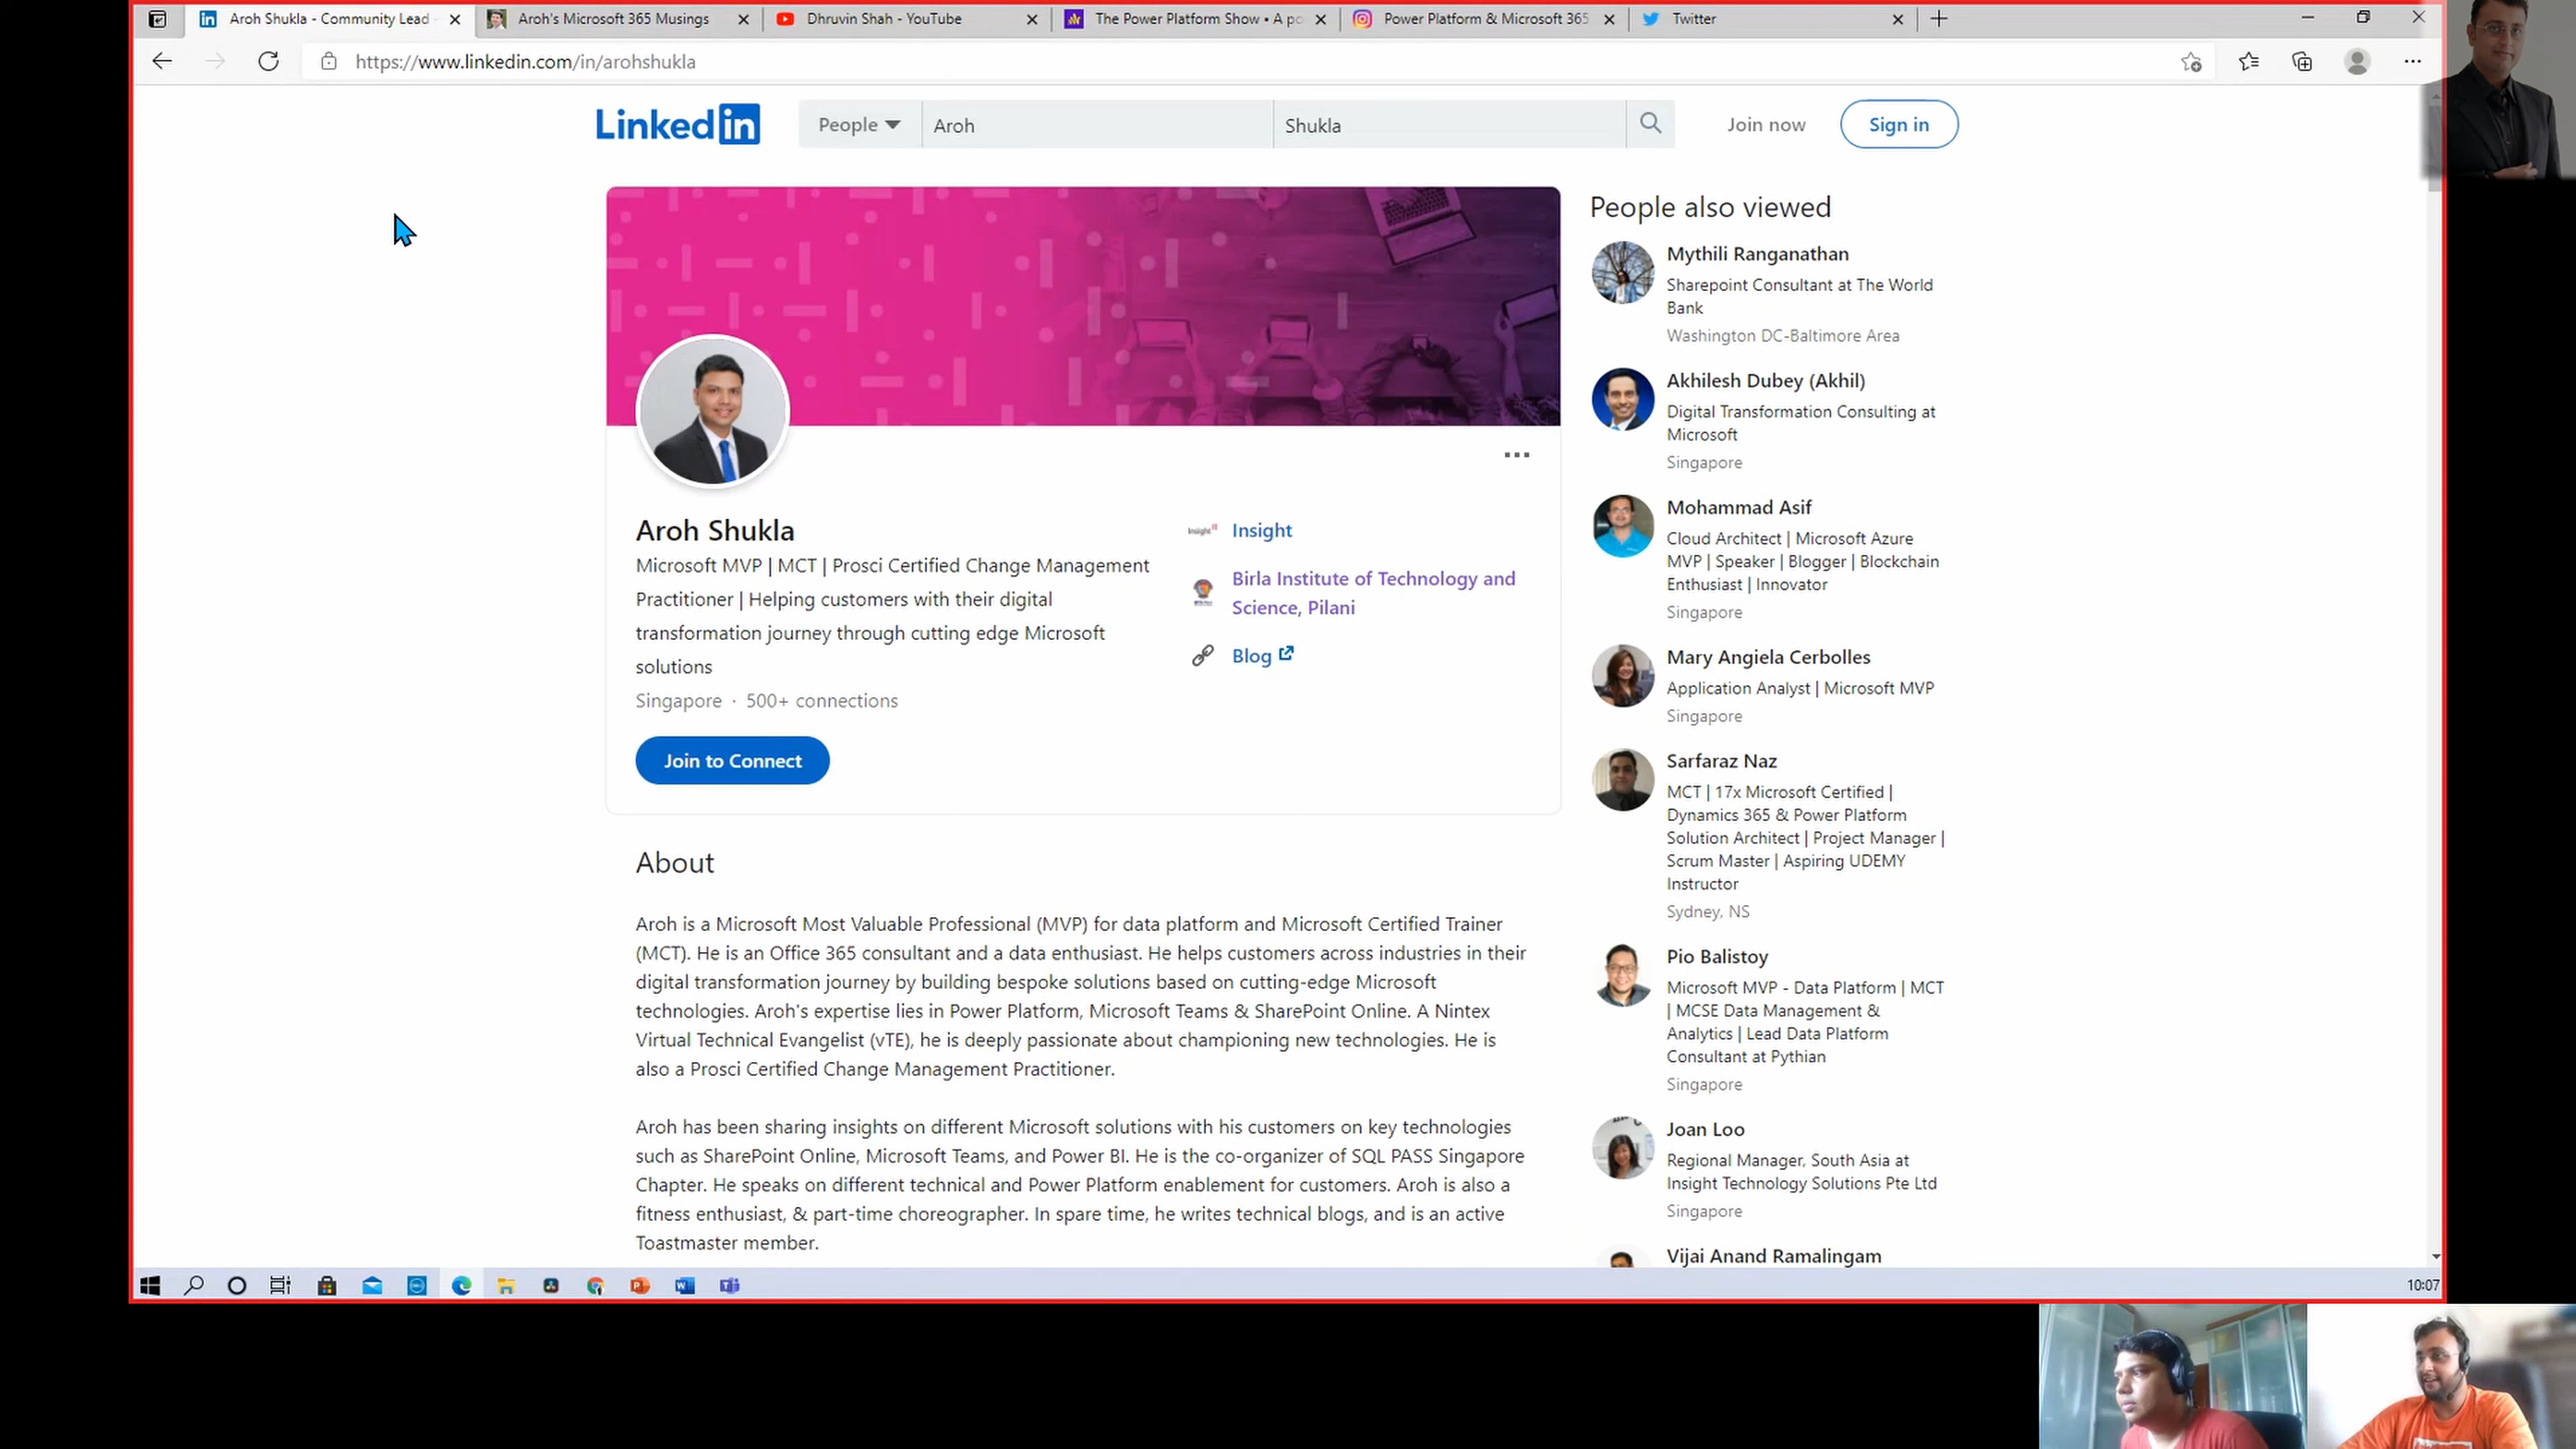 Aroh Shukla - Community Lead -
Aroh's Microsoft 365 Musings
Dhruvin Shah - YouTube
The Power Platform Show • A po
Power Platform & Microsoft 365
Twitter
https://www.linkedin.com/in/arohshukla
Linked in
People
Aroh
Shukla
Join now
Sign in
Aroh Shukla
Microsoft MVP | MCT | Prosci Certified Change Management
Practitioner | Helping customers with their digital
transformation journey through cutting edge Microsoft
solutions
Singapore · 500+ connections
Join to Connect
Insight
Insight
Birla Institute of Technology and
Science, Pilani
Blog
About
Aroh is a Microsoft Most Valuable Professional (MVP) for data platform and Microsoft Certified Trainer
(MCT). He is an Office 365 consultant and a data enthusiast. He helps customers across industries in their
digital transformation journey by building bespoke solutions based on cutting-edge Microsoft
technologies. Aroh's expertise lies in Power Platform, Microsoft Teams & SharePoint Online. A Nintex
Virtual Technical Evangelist (vTE), he is deeply passionate about championing new technologies. He is
also a Prosci Certified Change Management Practitioner.
Aroh has been sharing insights on different Microsoft solutions with his customers on key technologies
such as SharePoint Online, Microsoft Teams, and Power BI. He is the co-organizer of SQL PASS Singapore
Chapter. He speaks on different technical and Power Platform enablement for customers. Aroh is also a
fitness enthusiast, & part-time choreographer. In spare time, he writes technical blogs, and is an active
Toastmaster member.
People also viewed
Mythili Ranganathan
Sharepoint Consultant at The World
Bank
Washington DC-Baltimore Area
Akhilesh Dubey (Akhil)
Digital Transformation Consulting at
Microsoft
Singapore
Mohammad Asif
Cloud Architect | Microsoft Azure
MVP | Speaker | Blogger | Blockchain
Enthusiast | Innovator
Singapore
Mary Angiela Cerbolles
Application Analyst | Microsoft MVP
Singapore
Sarfaraz Naz
MCT | 17x Microsoft Certified |
Dynamics 365 & Power Platform
Solution Architect | Project Manager |
Scrum Master | Aspiring UDEMY
Instructor
Sydney, NS
Pio Balistoy
Microsoft MVP - Data Platform | MCT
| MCSE Data Management &
Analytics | Lead Data Platform
Consultant at Pythian
Singapore
Joan Loo
Regional Manager, South Asia at
Insight Technology Solutions Pte Ltd
Singapore
Vijai Anand Ramalingam
10:07